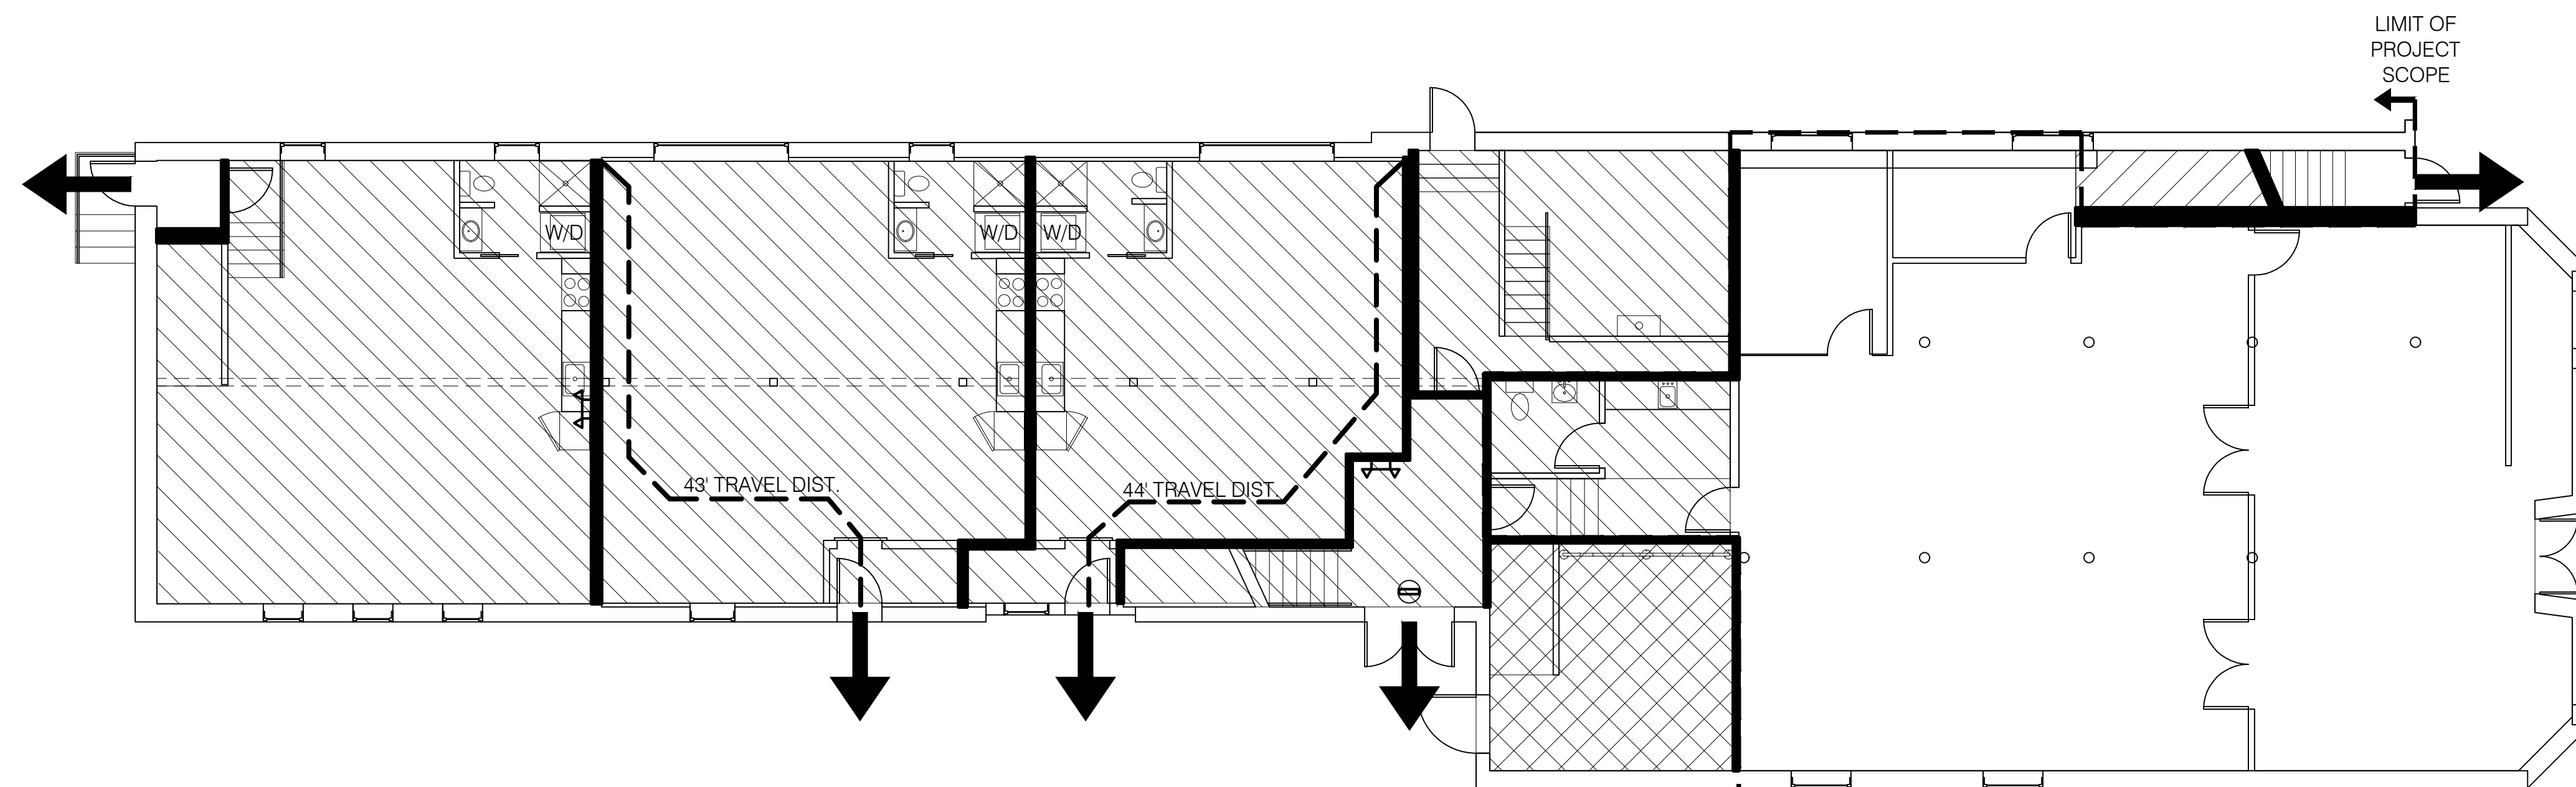 LIMIT OF
PROJECT
SCOPE
W/D
W/D
W/D
43' TRAVEL DIST.
44' TRAVEL DIST.